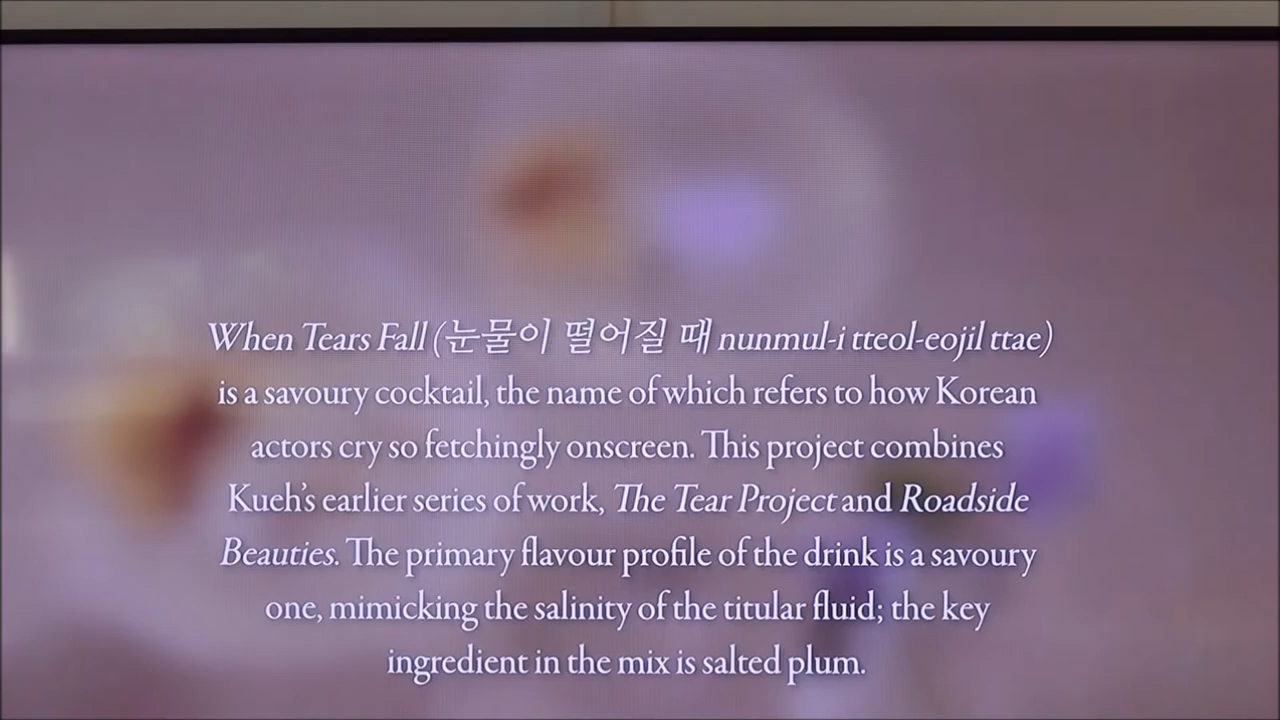 When Tears Fall (눈물이 떨어질 때 nunmul-i tteol-eojil ttae)
is a savoury cocktail, the name of which refers to how Korean
actors cry so fetchingly onscreen. This project combines
Kueh's earlier series of work, The Tear Project and Roadside
Beauties. The primary flavour profile of the drink is a savoury
one, mimicking the salinity of the titular fluid; the key
ingredient in the mix is salted plum.